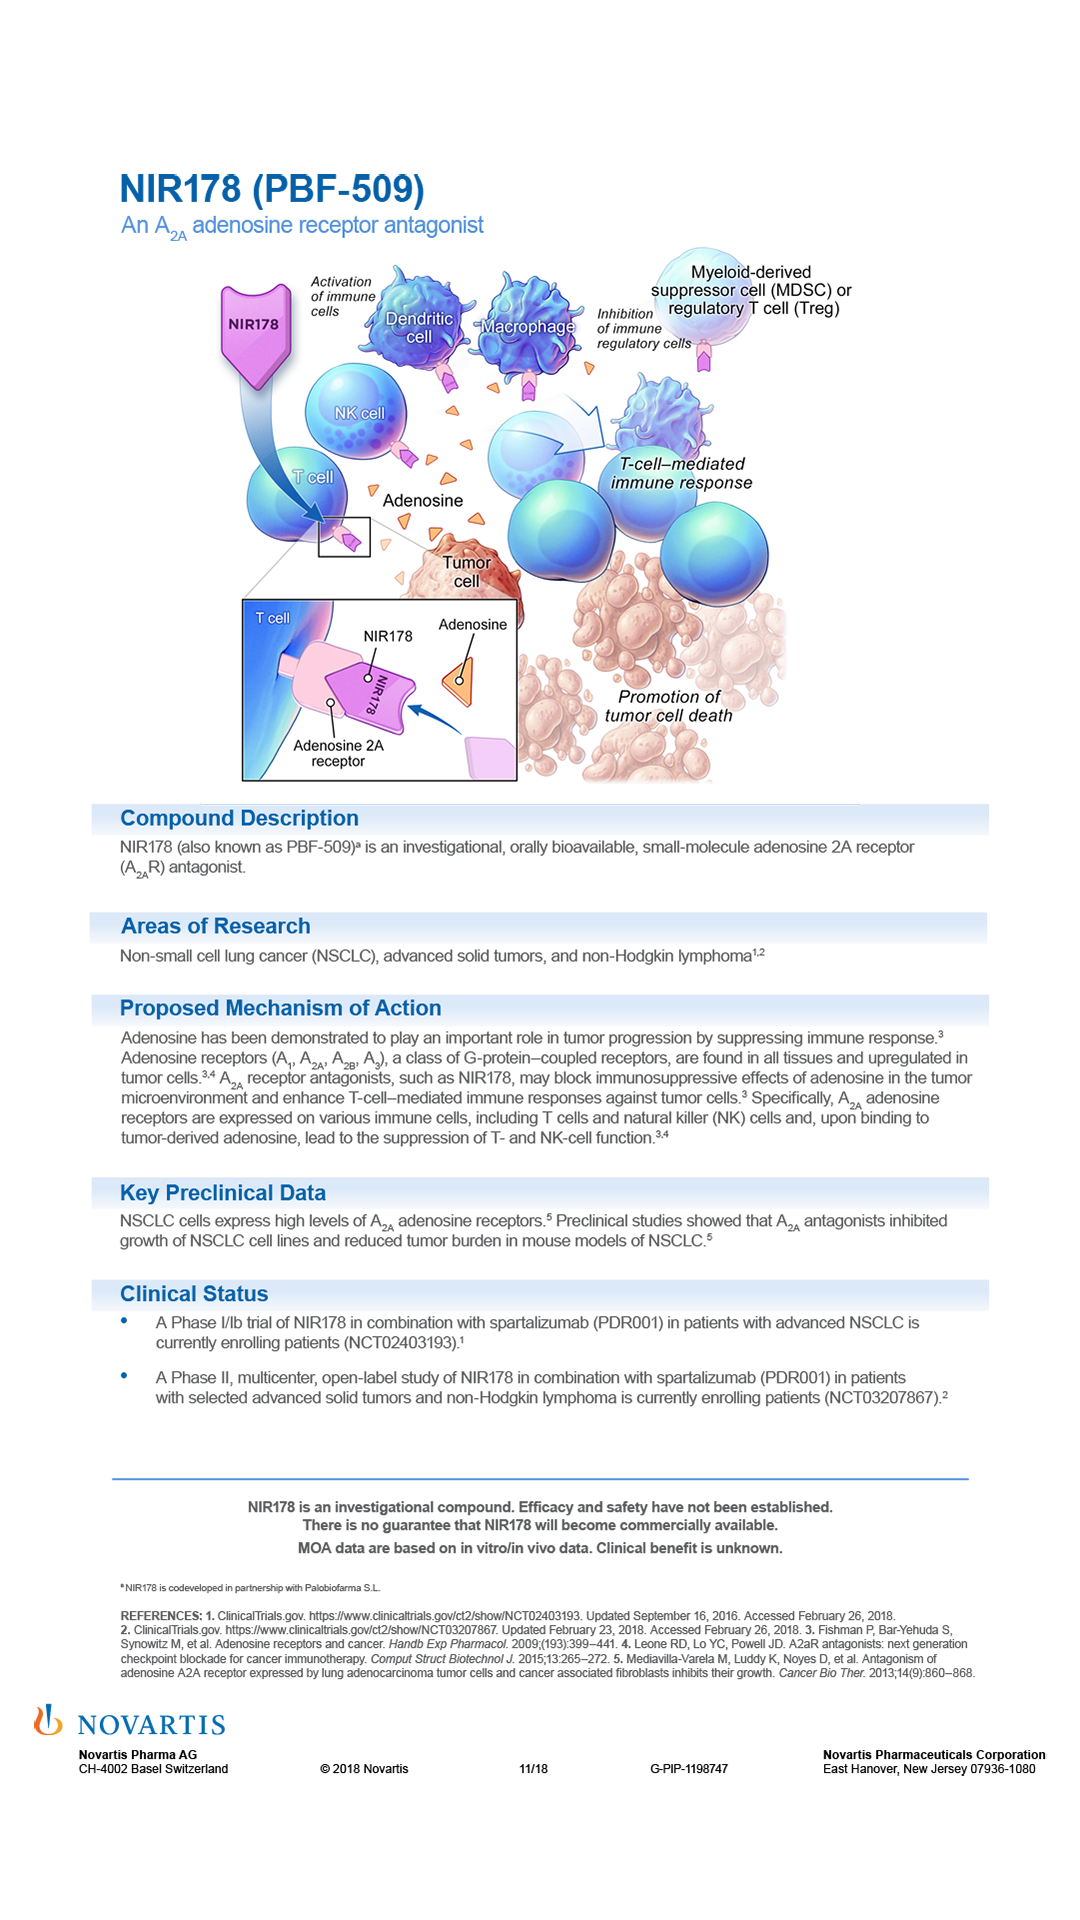 NIR178 (PBF-509)
An A2A adenosine receptor antagonist
NIR178
Activation
of immune
cells
Dendritic
cell
Macrophage
Inhibition
of immune
regulatory cells
Myeloid-derived
suppressor cell (MDSC) or
regulatory T cell (Treg)
NK cell
T cell
Adenosine
T-cell–mediated
immune response
Tumor
cell
T cell
NIR178
Adenosine
NIR178
Adenosine 2A
receptor
Promotion of
tumor cell death
Compound Description
NIR178 (also known as PBF-509)ª is an investigational, orally bioavailable, small-molecule adenosine 2A receptor
(A2AR) antagonist.
Areas of Research
Non-small cell lung cancer (NSCLC), advanced solid tumors, and non-Hodgkin lymphoma¹,²
Proposed Mechanism of Action
Adenosine has been demonstrated to play an important role in tumor progression by suppressing immune response.³
Adenosine receptors (A1, A2A, A2B, A3), a class of G-protein–coupled receptors, are found in all tissues and upregulated in
tumor cells.³,⁴ A2A receptor antagonists, such as NIR178, may block immunosuppressive effects of adenosine in the tumor
microenvironment and enhance T-cell–mediated immune responses against tumor cells.³ Specifically, A2A adenosine
receptors are expressed on various immune cells, including T cells and natural killer (NK) cells and, upon binding to
tumor-derived adenosine, lead to the suppression of T- and NK-cell function.³,⁴
Key Preclinical Data
NSCLC cells express high levels of A2A adenosine receptors.⁵ Preclinical studies showed that A2A antagonists inhibited
growth of NSCLC cell lines and reduced tumor burden in mouse models of NSCLC.⁵
Clinical Status
• A Phase I/Ib trial of NIR178 in combination with spartalizumab (PDR001) in patients with advanced NSCLC is
currently enrolling patients (NCT02403193).¹
• A Phase II, multicenter, open-label study of NIR178 in combination with spartalizumab (PDR001) in patients
with selected advanced solid tumors and non-Hodgkin lymphoma is currently enrolling patients (NCT03207867).²
NIR178 is an investigational compound. Efficacy and safety have not been established.
There is no guarantee that NIR178 will become commercially available.
MOA data are based on in vitro/in vivo data. Clinical benefit is unknown.
ª NIR178 is codeveloped in partnership with Palobiofarma S.L.
REFERENCES: 1. ClinicalTrials.gov. https://www.clinicaltrials.gov/ct2/show/NCT02403193. Updated September 16, 2016. Accessed February 26, 2018.
2. ClinicalTrials.gov. https://www.clinicaltrials.gov/ct2/show/NCT03207867. Updated February 23, 2018. Accessed February 26, 2018. 3. Fishman P, Bar-Yehuda S,
Synowitz M, et al. Adenosine receptors and cancer. Handb Exp Pharmacol. 2009;(193):399–441. 4. Leone RD, Lo YC, Powell JD. A2aR antagonists: next generation
checkpoint blockade for cancer immunotherapy. Comput Struct Biotechnol J. 2015;13:265–272. 5. Mediavilla-Varela M, Luddy K, Noyes D, et al. Antagonism of
adenosine A2A receptor expressed by lung adenocarcinoma tumor cells and cancer associated fibroblasts inhibits their growth. Cancer Bio Ther. 2013;14(9):860–868.
NOVARTIS
Novartis Pharma AG
CH-4002 Basel Switzerland
© 2018 Novartis
11/18
G-PIP-1198747
Novartis Pharmaceuticals Corporation
East Hanover, New Jersey 07936-1080